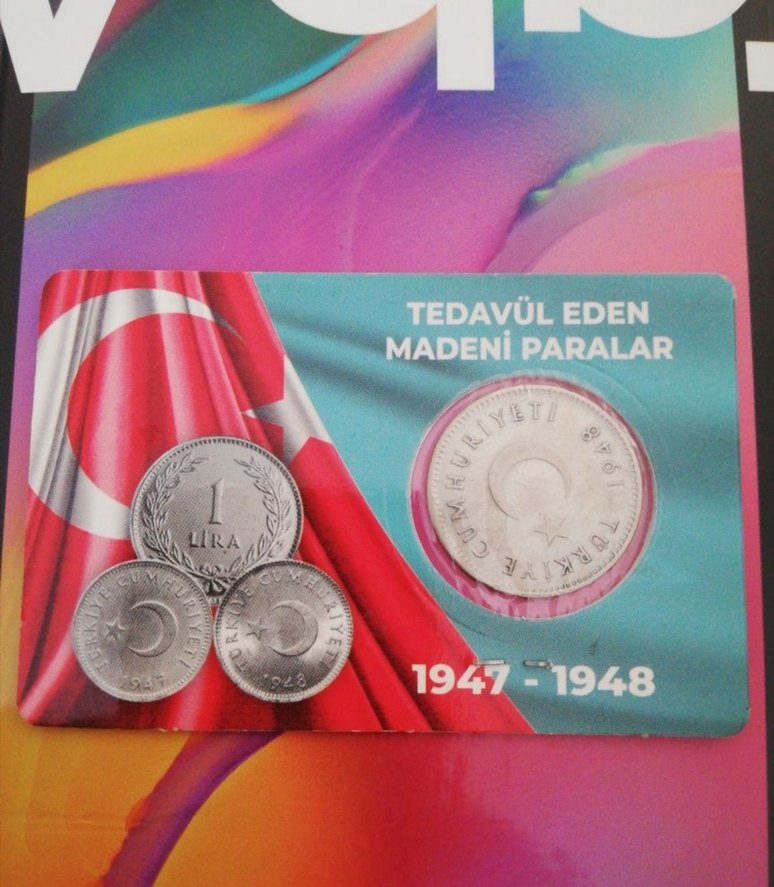 TEDAVÜL EDEN
MADENİ PARALAR
TÜRKİYE CUMHURİYETİ 1948
1
LİRA
TÜRKİYE CUMHURİYETİ
1947
TÜRKİYE CUMHURİYETİ
1948
1947 - 1948